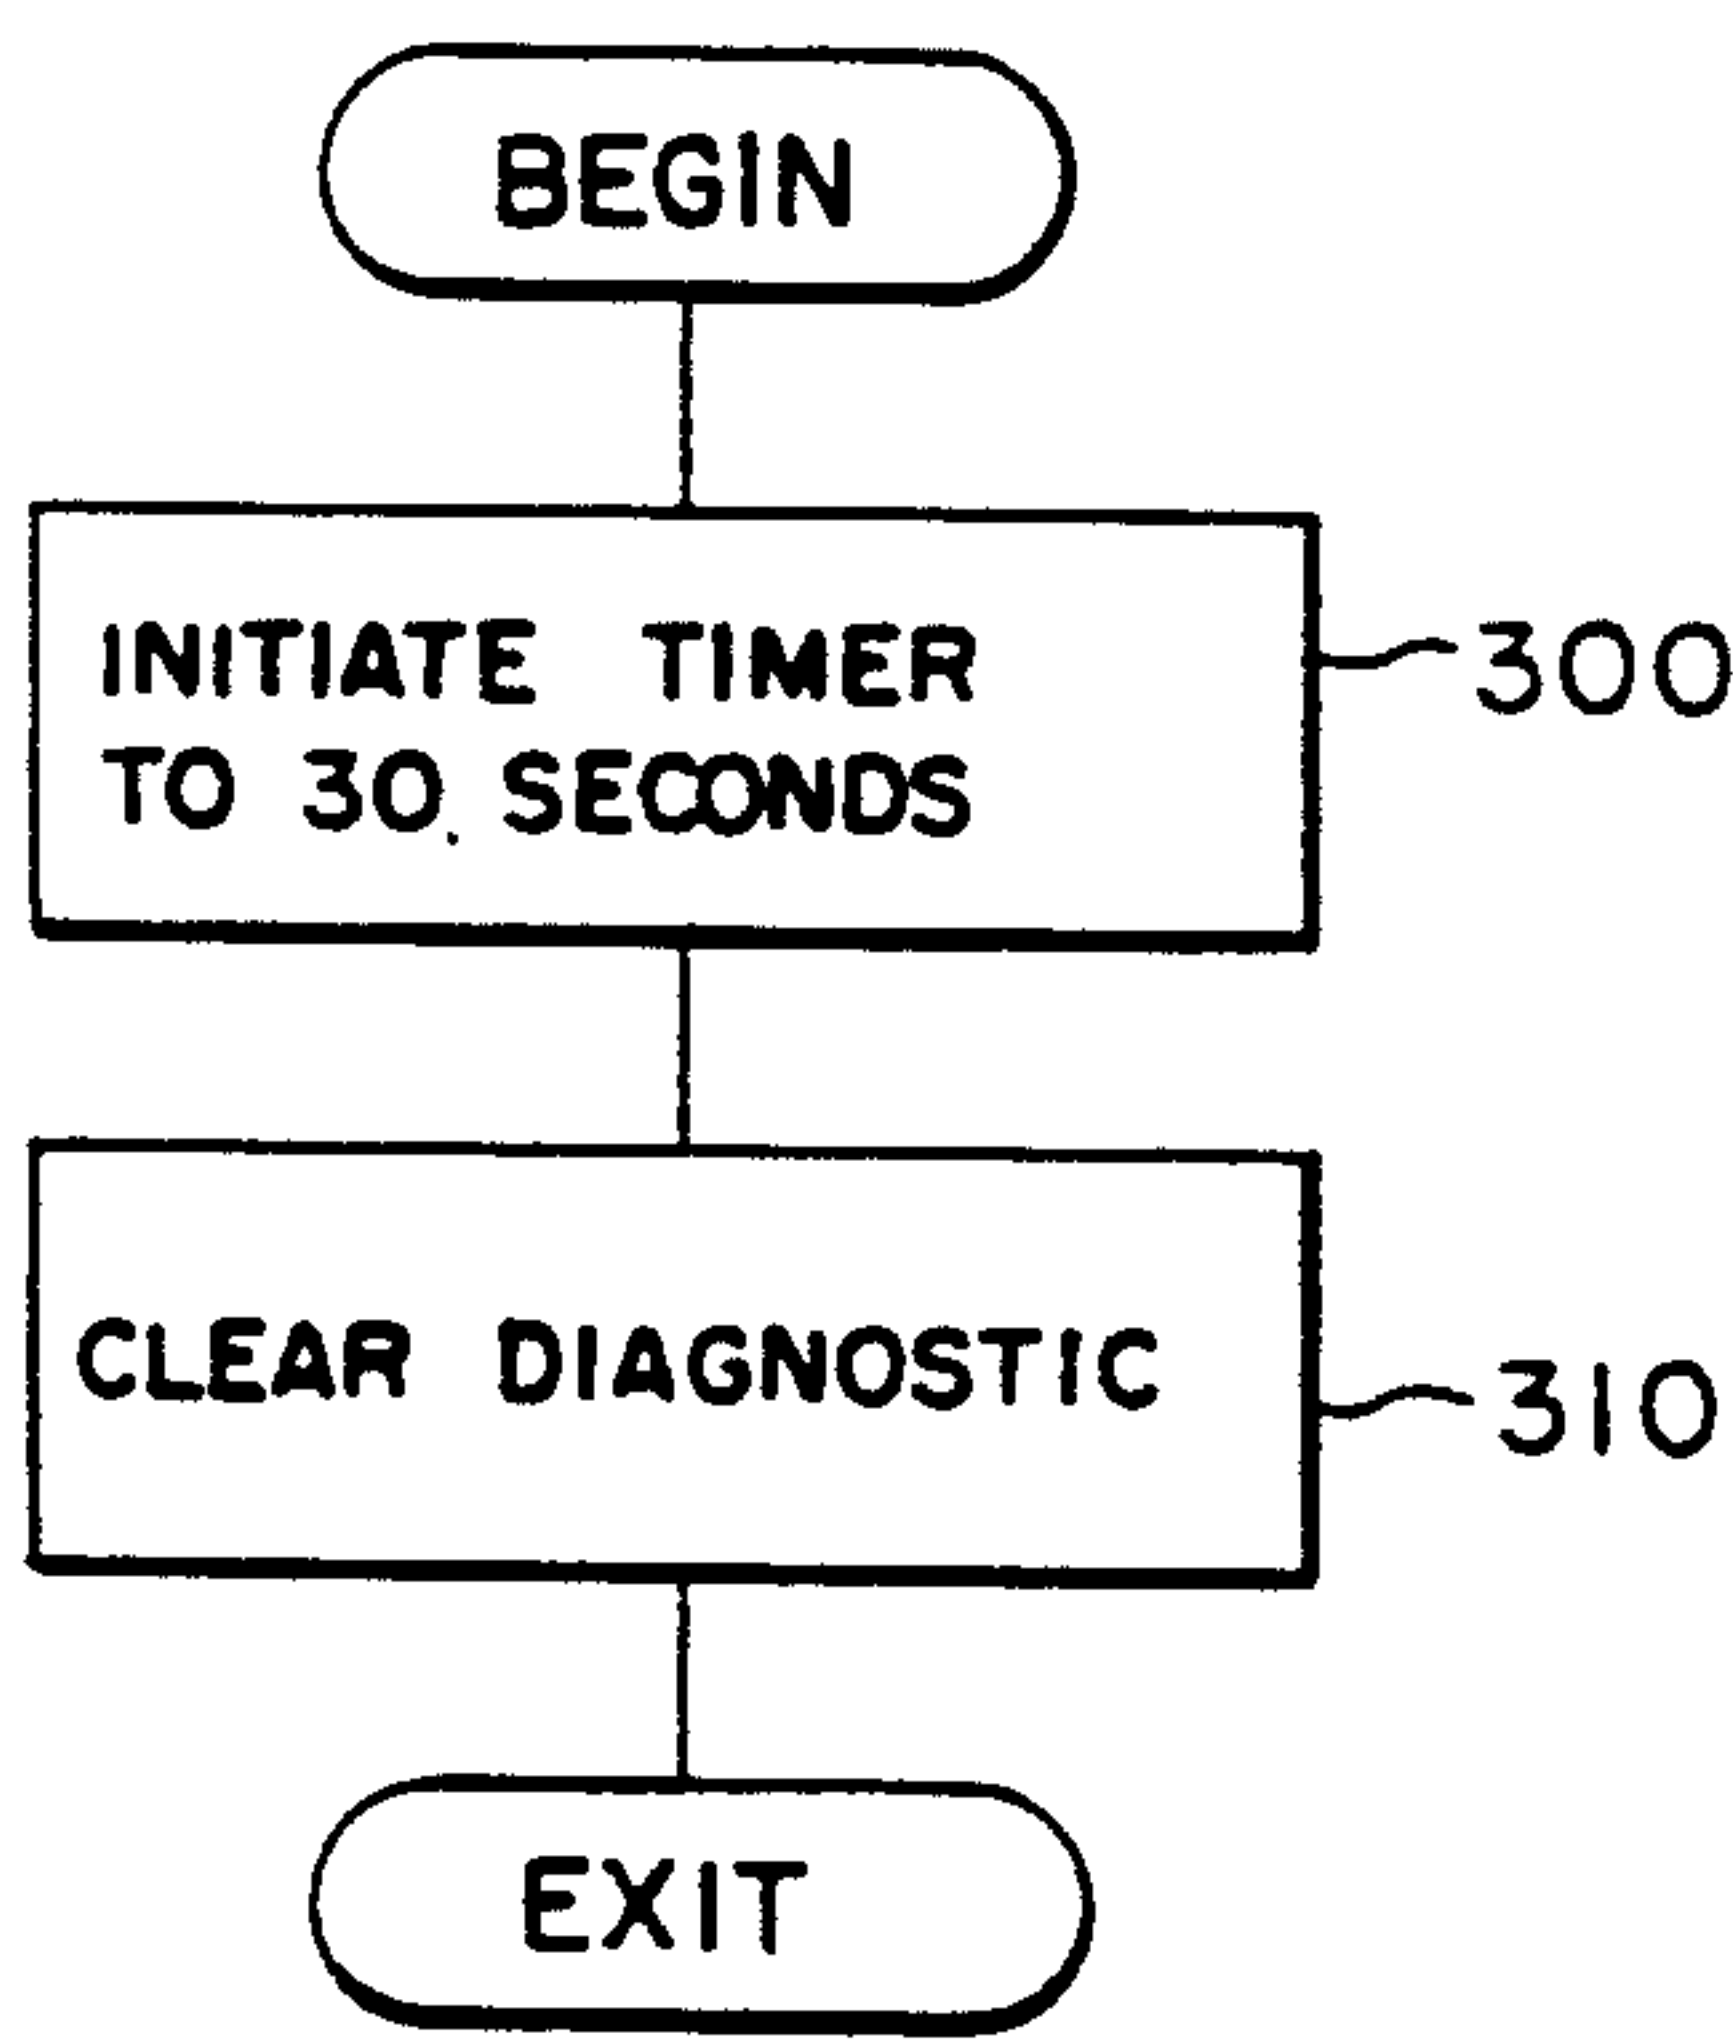 BEGIN
INITIATE TIMER
TO 30 SECONDS
300
CLEAR DIAGNOSTIC
310
EXIT